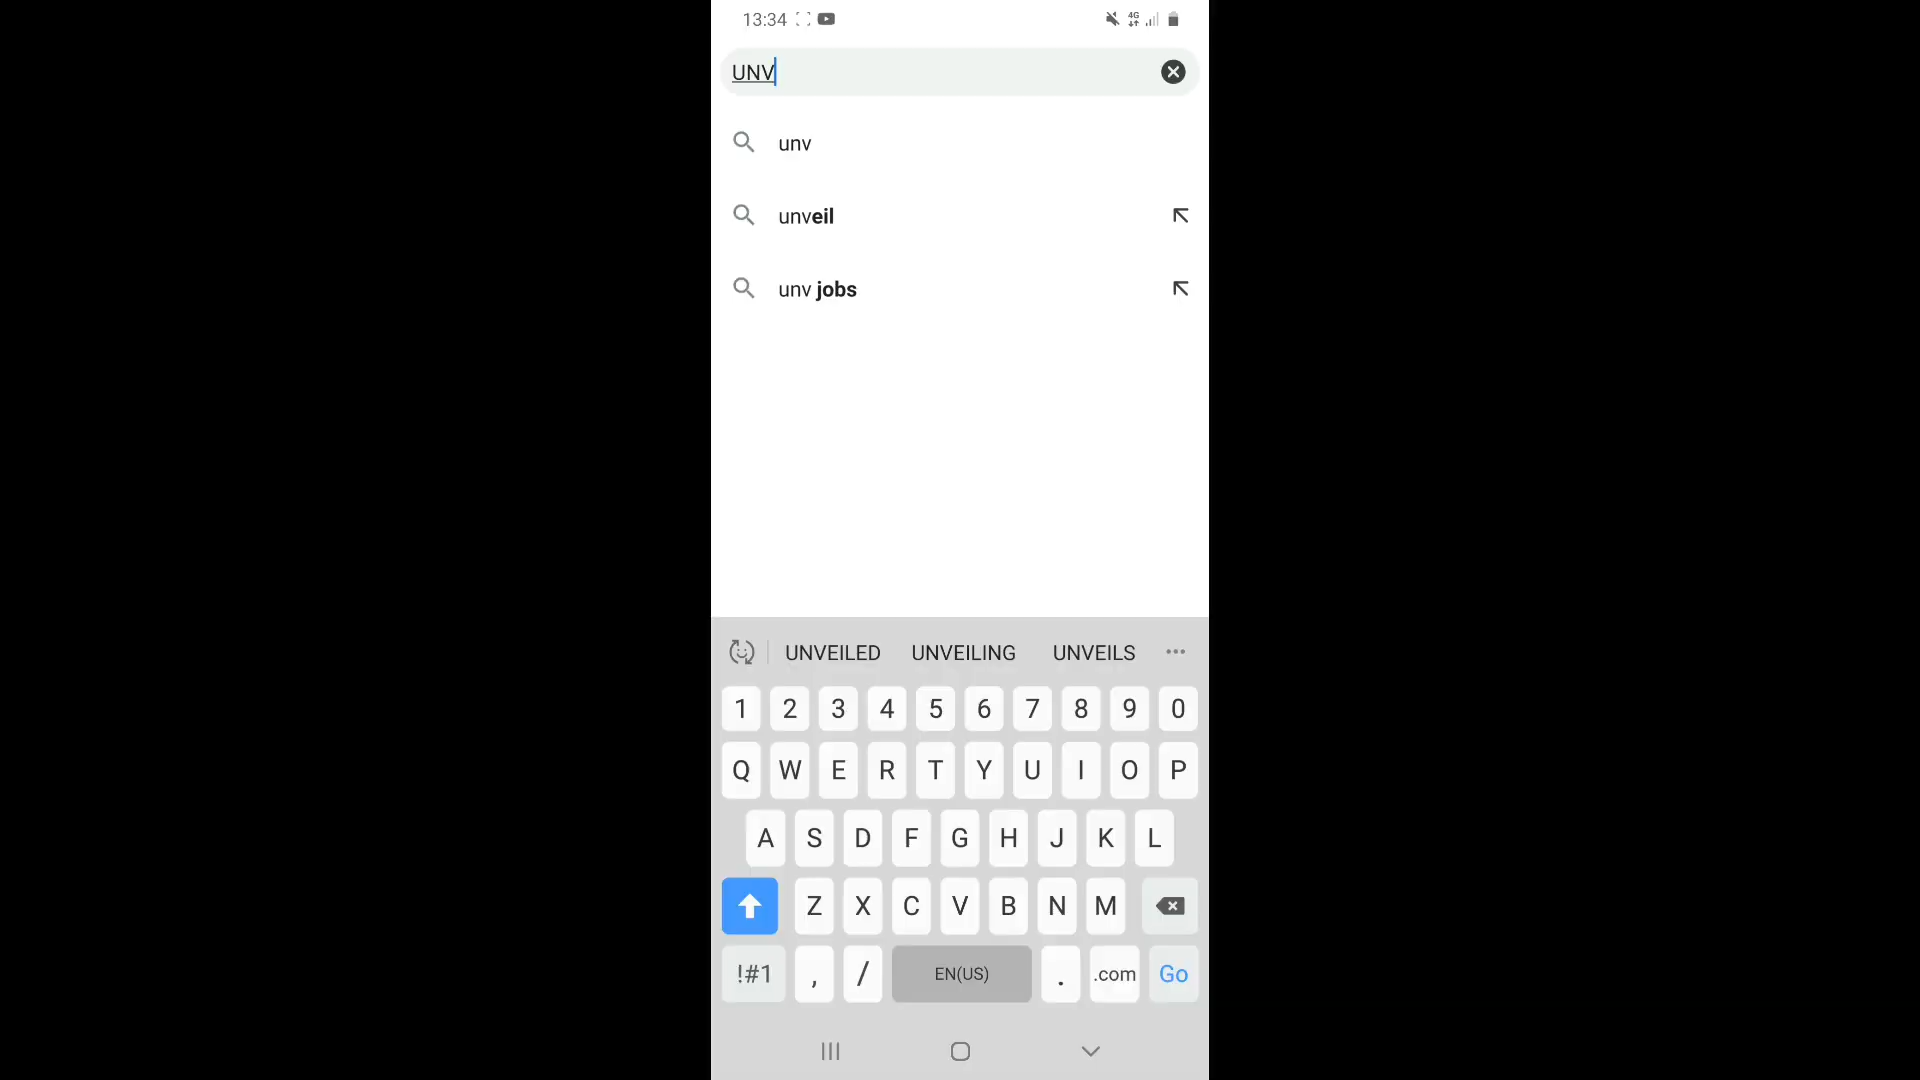 13:34 4G
UNV
unv
unveil
unv jobs
UNVEILED UNVEILING UNVEILS
1 2 3 4 5 6 7 8 9 0
Q W E R T Y U I O P
A S D F G H J K L
Z X C V B N M
!#1 , / EN(US) . .com Go